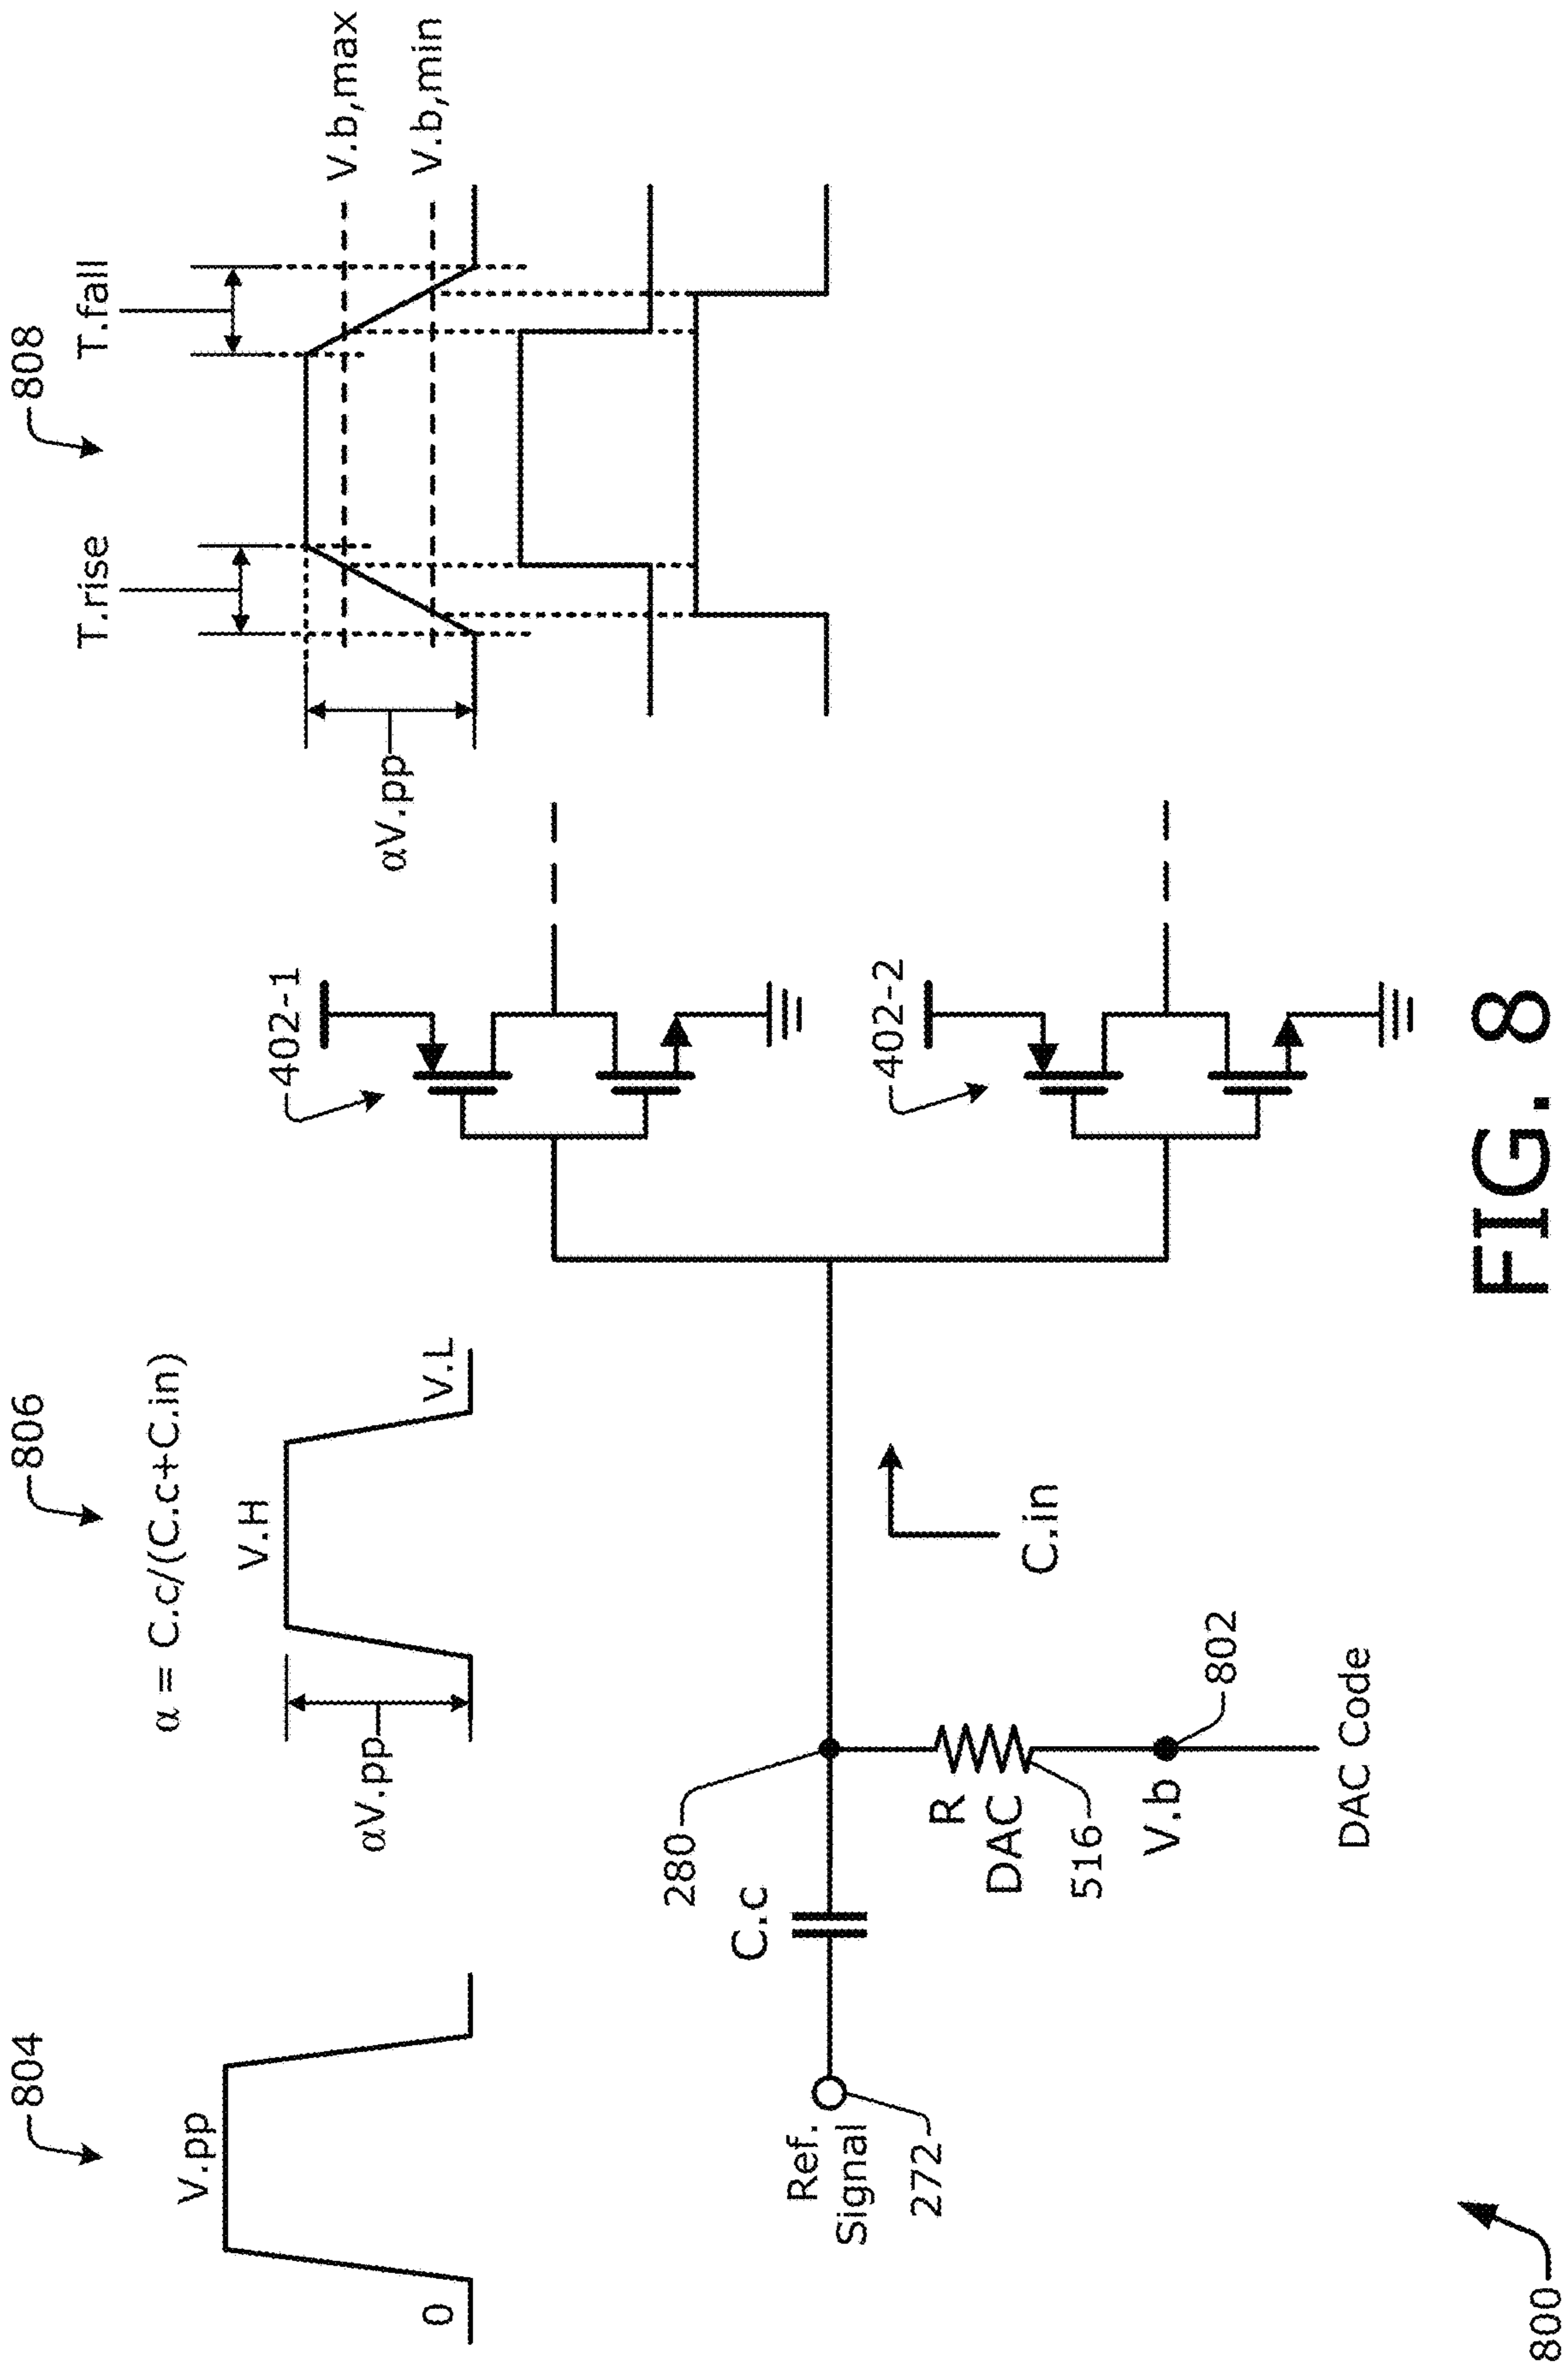 804
V.pp
0
806
α = C.c/(C.c+C.in)
V.H
V.L
αV.pp
808
T.rise
T.fall
V.b,max
V.b,min
αV.pp
402-1
402-2
280
C.c
Ref.
Signal
272
R
DAC
516
V.b
802
DAC Code
C.in
800
FIG. 8